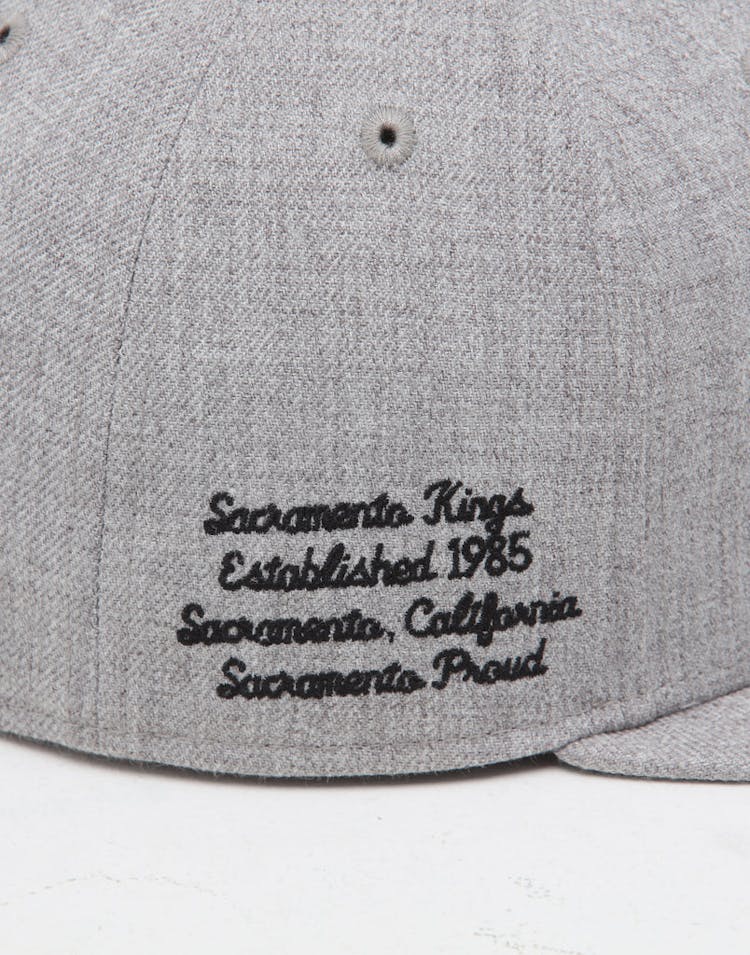 Sacramento Kings
Established 1985
Sacramento, California
Sacramento Proud